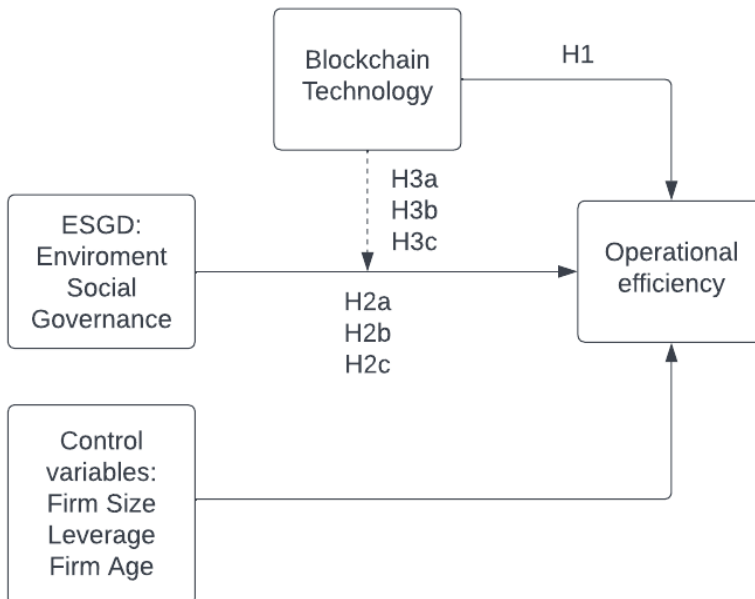 Blockchain
Technology
H1
H3a
H3b
H3c
ESGD:
Enviroment
Social
Governance
Operational
efficiency
H2a
H2b
H2c
Control
variables:
Firm Size
Leverage
Firm Age